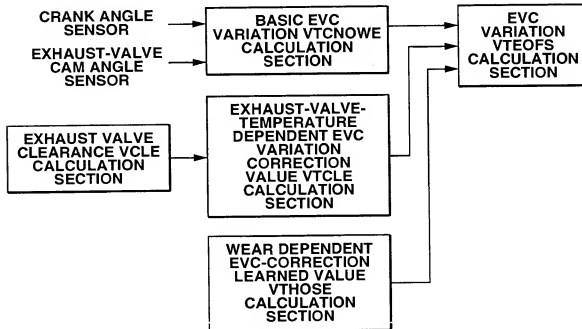 CRANK ANGLE
SENSOR
EXHAUST-VALVE
CAM ANGLE
SENSOR
BASIC EVC
VARIATION VTCNOWE
CALCULATION
SECTION
EVC
VARIATION
VTEOFS
CALCULATION
SECTION
EXHAUST VALVE
CLEARANCE VCLE
CALCULATION
SECTION
EXHAUST-VALVE-
TEMPERATURE
DEPENDENT EVC
VARIATION
CORRECTION
VALUE VTCLE
CALCULATION
SECTION
WEAR DEPENDENT
EVC-CORRECTION
LEARNED VALUE
VTHOSE
CALCULATION
SECTION